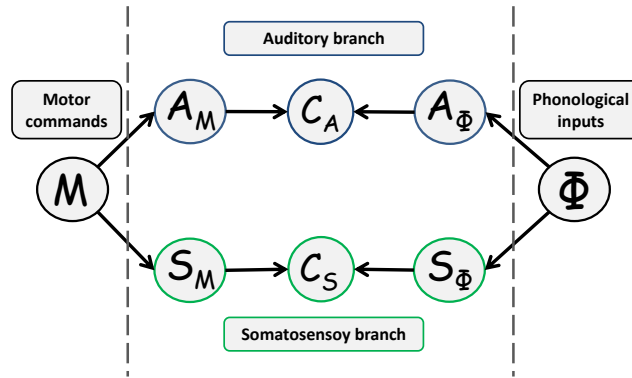 Auditory branch
Motor
commands
Phonological
inputs
A_M
C_A
A_Φ
M
Φ
S_M
C_S
S_Φ
Somatosensoy branch